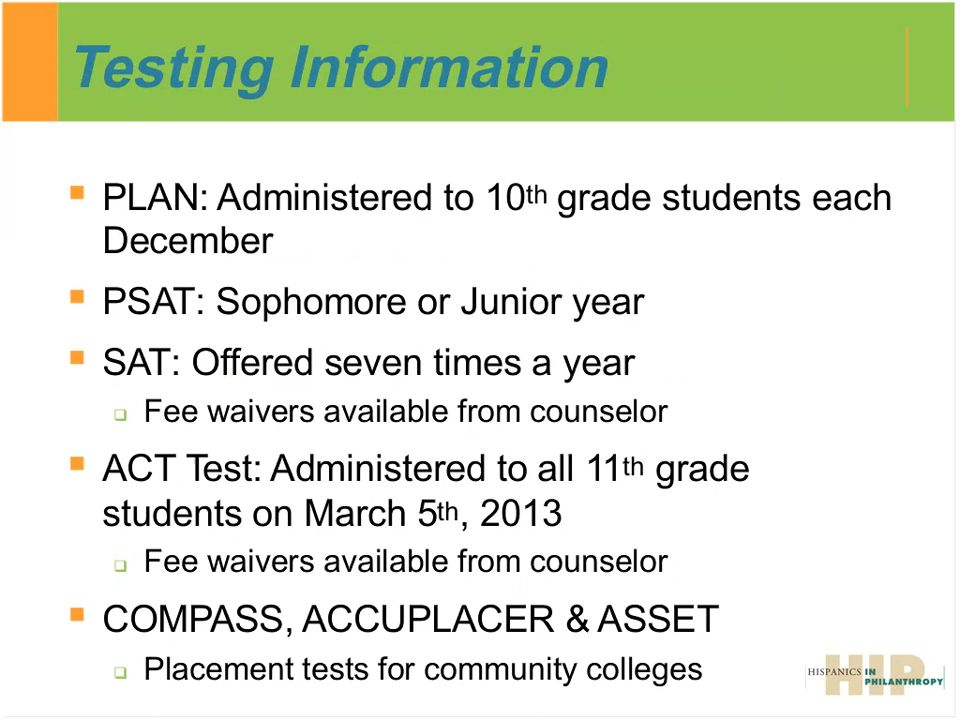 Testing Information
PLAN: Administered to 10th grade students each
December
PSAT: Sophomore or Junior year
SAT: Offered seven times a year
Fee waivers available from counselor
ACT Test: Administered to all 11th grade
students on March 5th, 2013
Fee waivers available from counselor
COMPASS, ACCUPLACER & ASSET
Placement tests for community colleges
HIP
HISPANICS IN
PHILANTHROPY